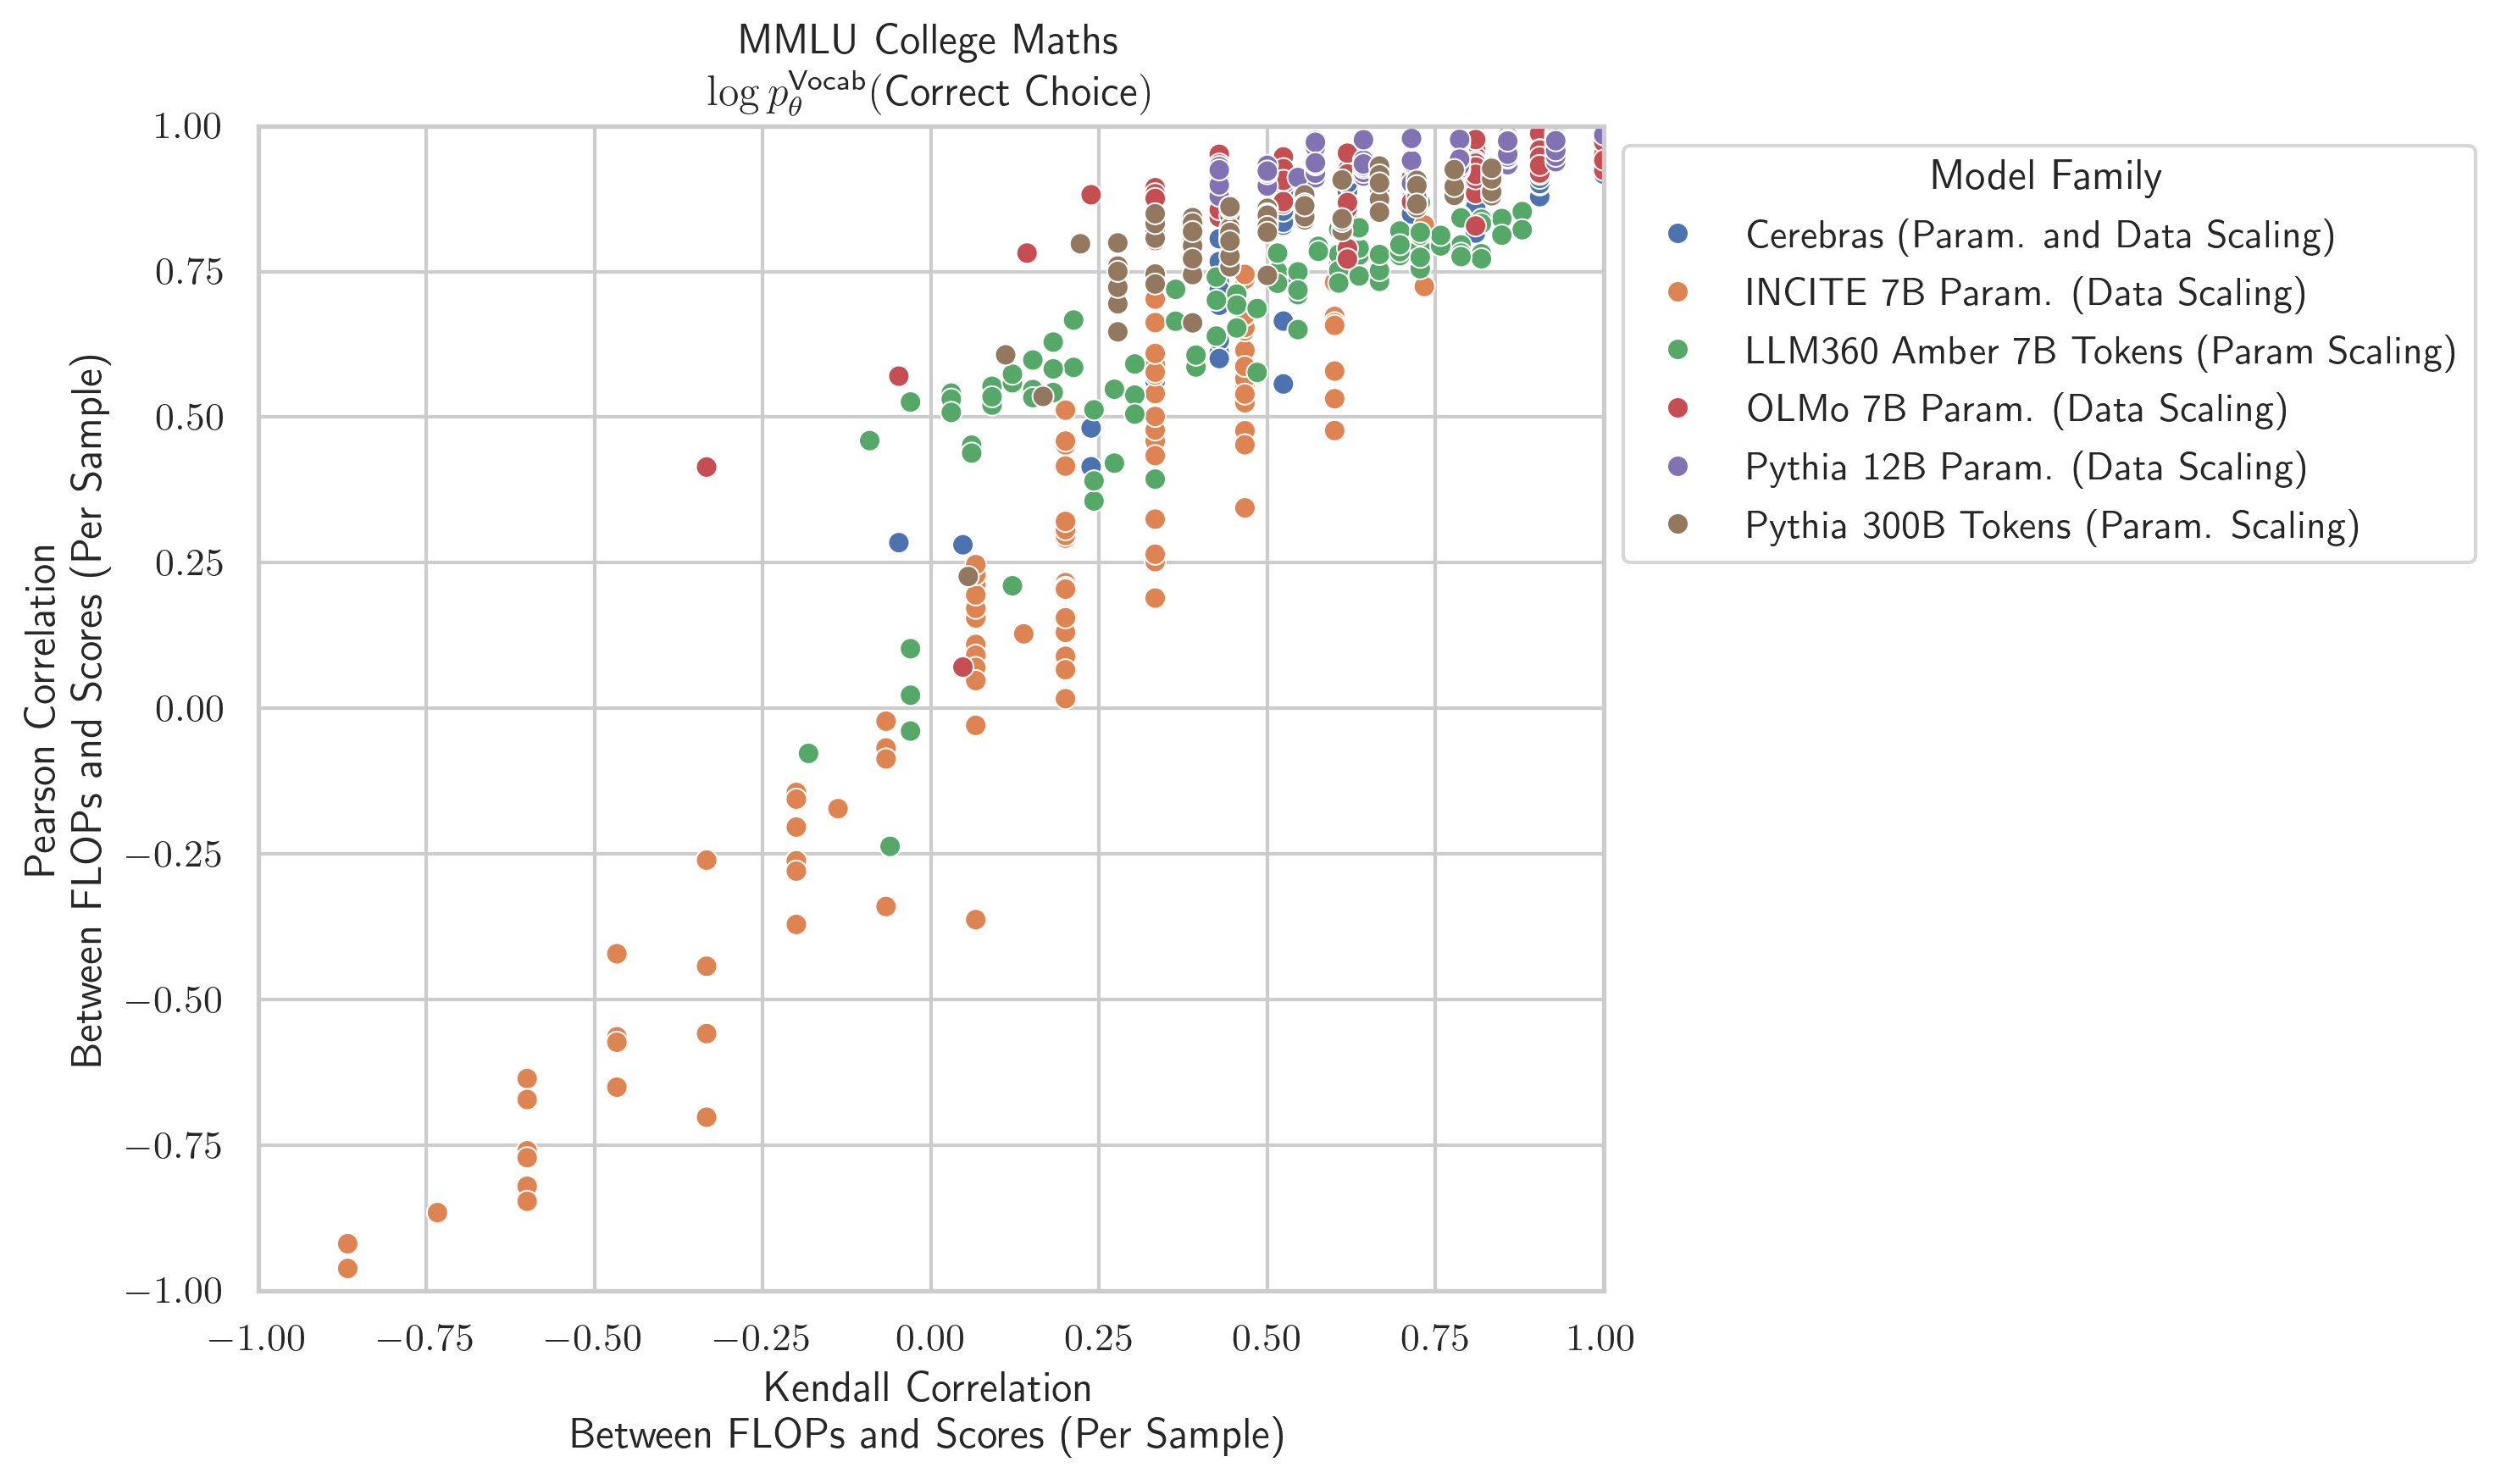 MMLU College Maths
log p_θ^Vocab(Correct Choice)
1.00
0.75
0.50
0.25
0.00
−0.25
−0.50
−0.75
−1.00
Pearson Correlation
Between FLOPs and Scores (Per Sample)
−1.00 −0.75 −0.50 −0.25 0.00 0.25 0.50 0.75 1.00
Kendall Correlation
Between FLOPs and Scores (Per Sample)
Model Family
Cerebras (Param. and Data Scaling)
INCITE 7B Param. (Data Scaling)
LLM360 Amber 7B Tokens (Param Scaling)
OLMo 7B Param. (Data Scaling)
Pythia 12B Param. (Data Scaling)
Pythia 300B Tokens (Param. Scaling)